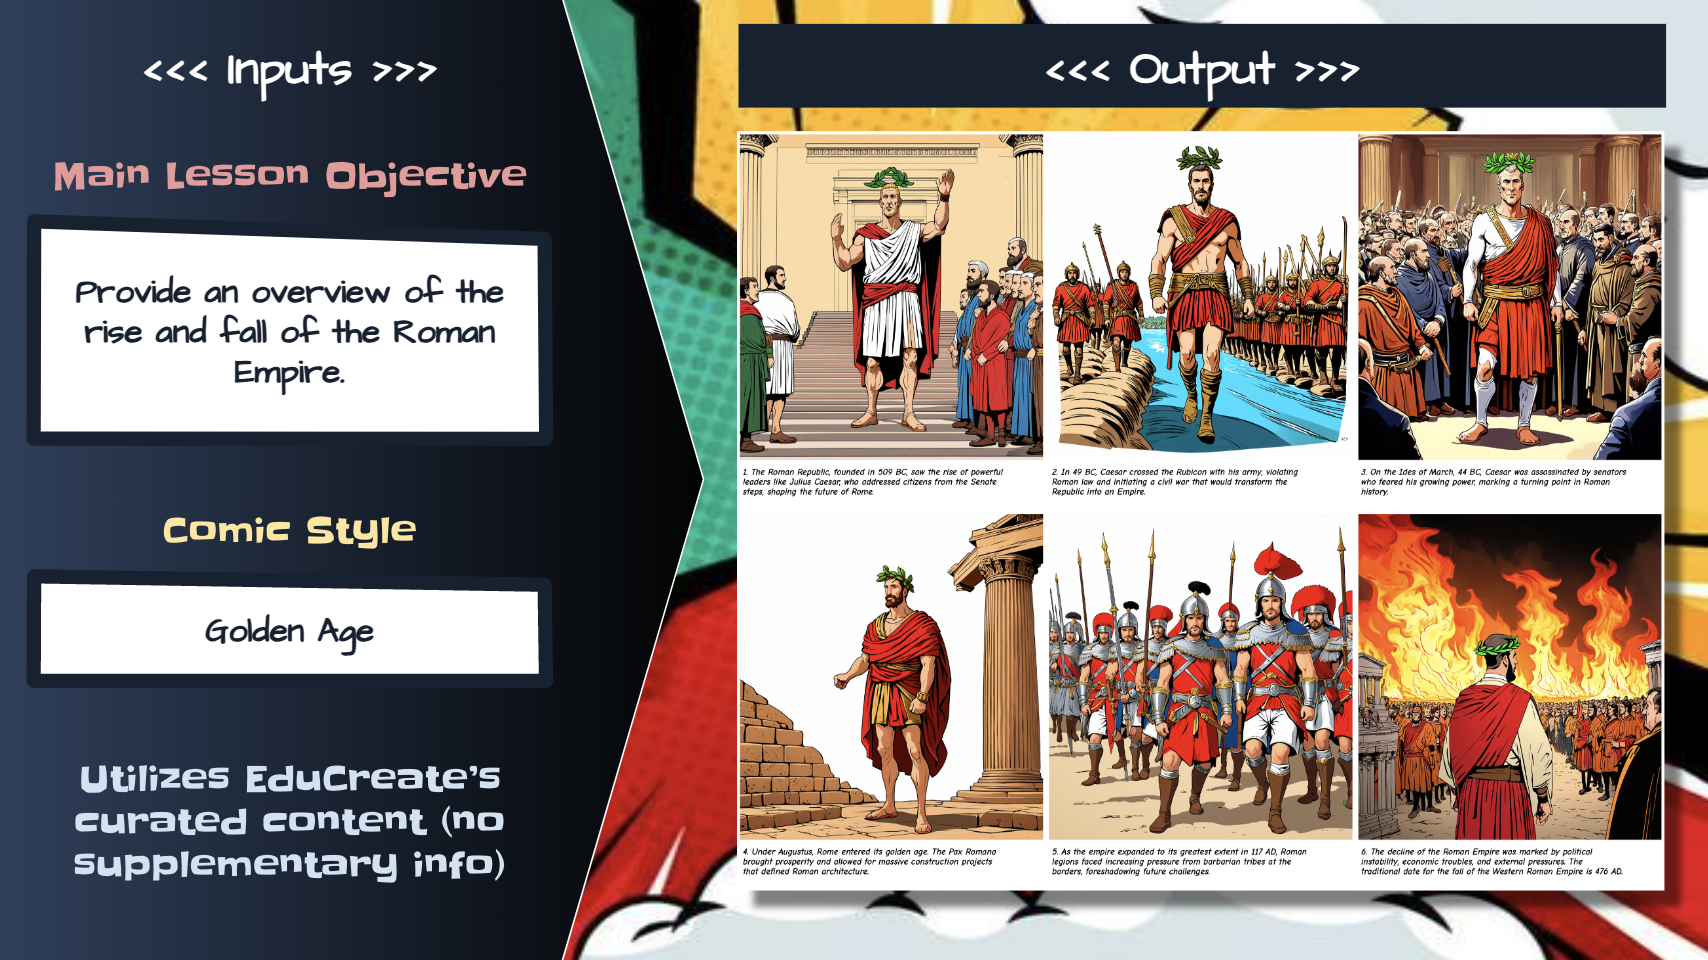 <<< Inputs >>>
Main Lesson Objective
Provide an overview of the
rise and fall of the Roman
Empire.
Comic Style
Golden Age
Utilizes EduCreate's
curated content (no
supplementary info)
<<< Output >>>
1. The Roman Republic, founded in 509 BC, saw the rise of powerful
leaders like Julius Caesar, who addressed citizens from the Senate
steps, shaping the future of Rome.
2. In 49 BC, Caesar crossed the Rubicon with his army, violating
Roman law and initiating a civil war that would transform the
Republic into an Empire.
3. On the Ides of March, 44 BC, Caesar was assassinated by senators
who feared his growing power, marking a turning point in Roman
history.
4. Under Augustus, Rome entered its golden age. The Pax Romana
brought prosperity and allowed for massive construction projects
that defined Roman architecture.
5. As the empire expanded to its greatest extent in 117 AD, Roman
legions faced increasing pressure from barbarian tribes at the
borders, foreshadowing future challenges.
6. The decline of the Roman Empire was marked by political
instability, economic troubles, and external pressures. The
traditional date for the fall of the Western Roman Empire is 476 AD.